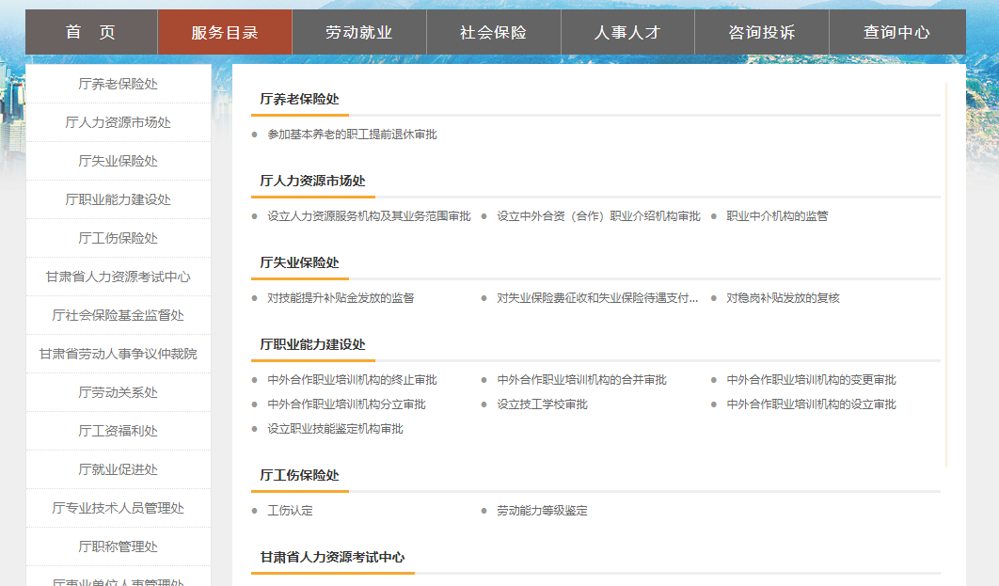 首 页 服务目录 劳动就业 社会保险 人事人才 咨询投诉 查询中心
厅养老保险处
厅人力资源市场处
厅失业保险处
厅职业能力建设处
厅工伤保险处
甘肃省人力资源考试中心
厅社会保险基金监督处
甘肃省劳动人事争议仲裁院
厅劳动关系处
厅工资福利处
厅就业促进处
厅专业技术人员管理处
厅职称管理处
厅事业单位人事管理处
厅养老保险处
参加基本养老的职工提前退休审批
厅人力资源市场处
设立人力资源服务机构及其业务范围审批 设立中外合资（合作）职业介绍机构审批 职业中介机构的监管
厅失业保险处
对技能提升补贴金发放的监督 对失业保险费征收和失业保险待遇支付... 对稳岗补贴发放的复核
厅职业能力建设处
中外合作职业培训机构的终止审批 中外合作职业培训机构的合并审批 中外合作职业培训机构的变更审批
中外合作职业培训机构分立审批 设立技工学校审批 中外合作职业培训机构的设立审批
设立职业技能鉴定机构审批
厅工伤保险处
工伤认定 劳动能力等级鉴定
甘肃省人力资源考试中心